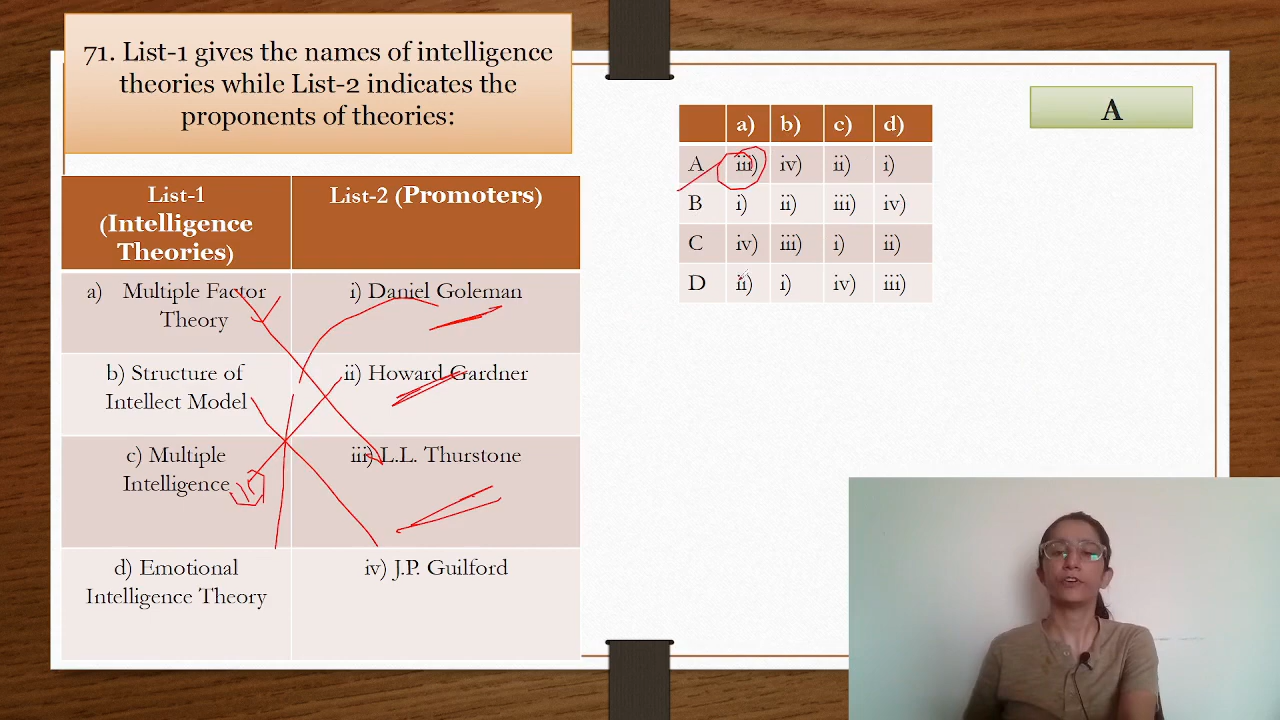 71. List-1 gives the names of intelligence
theories while List-2 indicates the
proponents of theories:
A
a) b) c) d)
A iii) iv) ii) i)
B i) ii) iii) iv)
C iv) iii) i) ii)
D ii) i) iv) iii)
List-1
(Intelligence
Theories)
List-2 (Promoters)
a) Multiple Factor
Theory
i) Daniel Goleman
b) Structure of
Intellect Model
ii) Howard Gardner
c) Multiple
Intelligence
iii) L.L. Thurstone
d) Emotional
Intelligence Theory
iv) J.P. Guilford